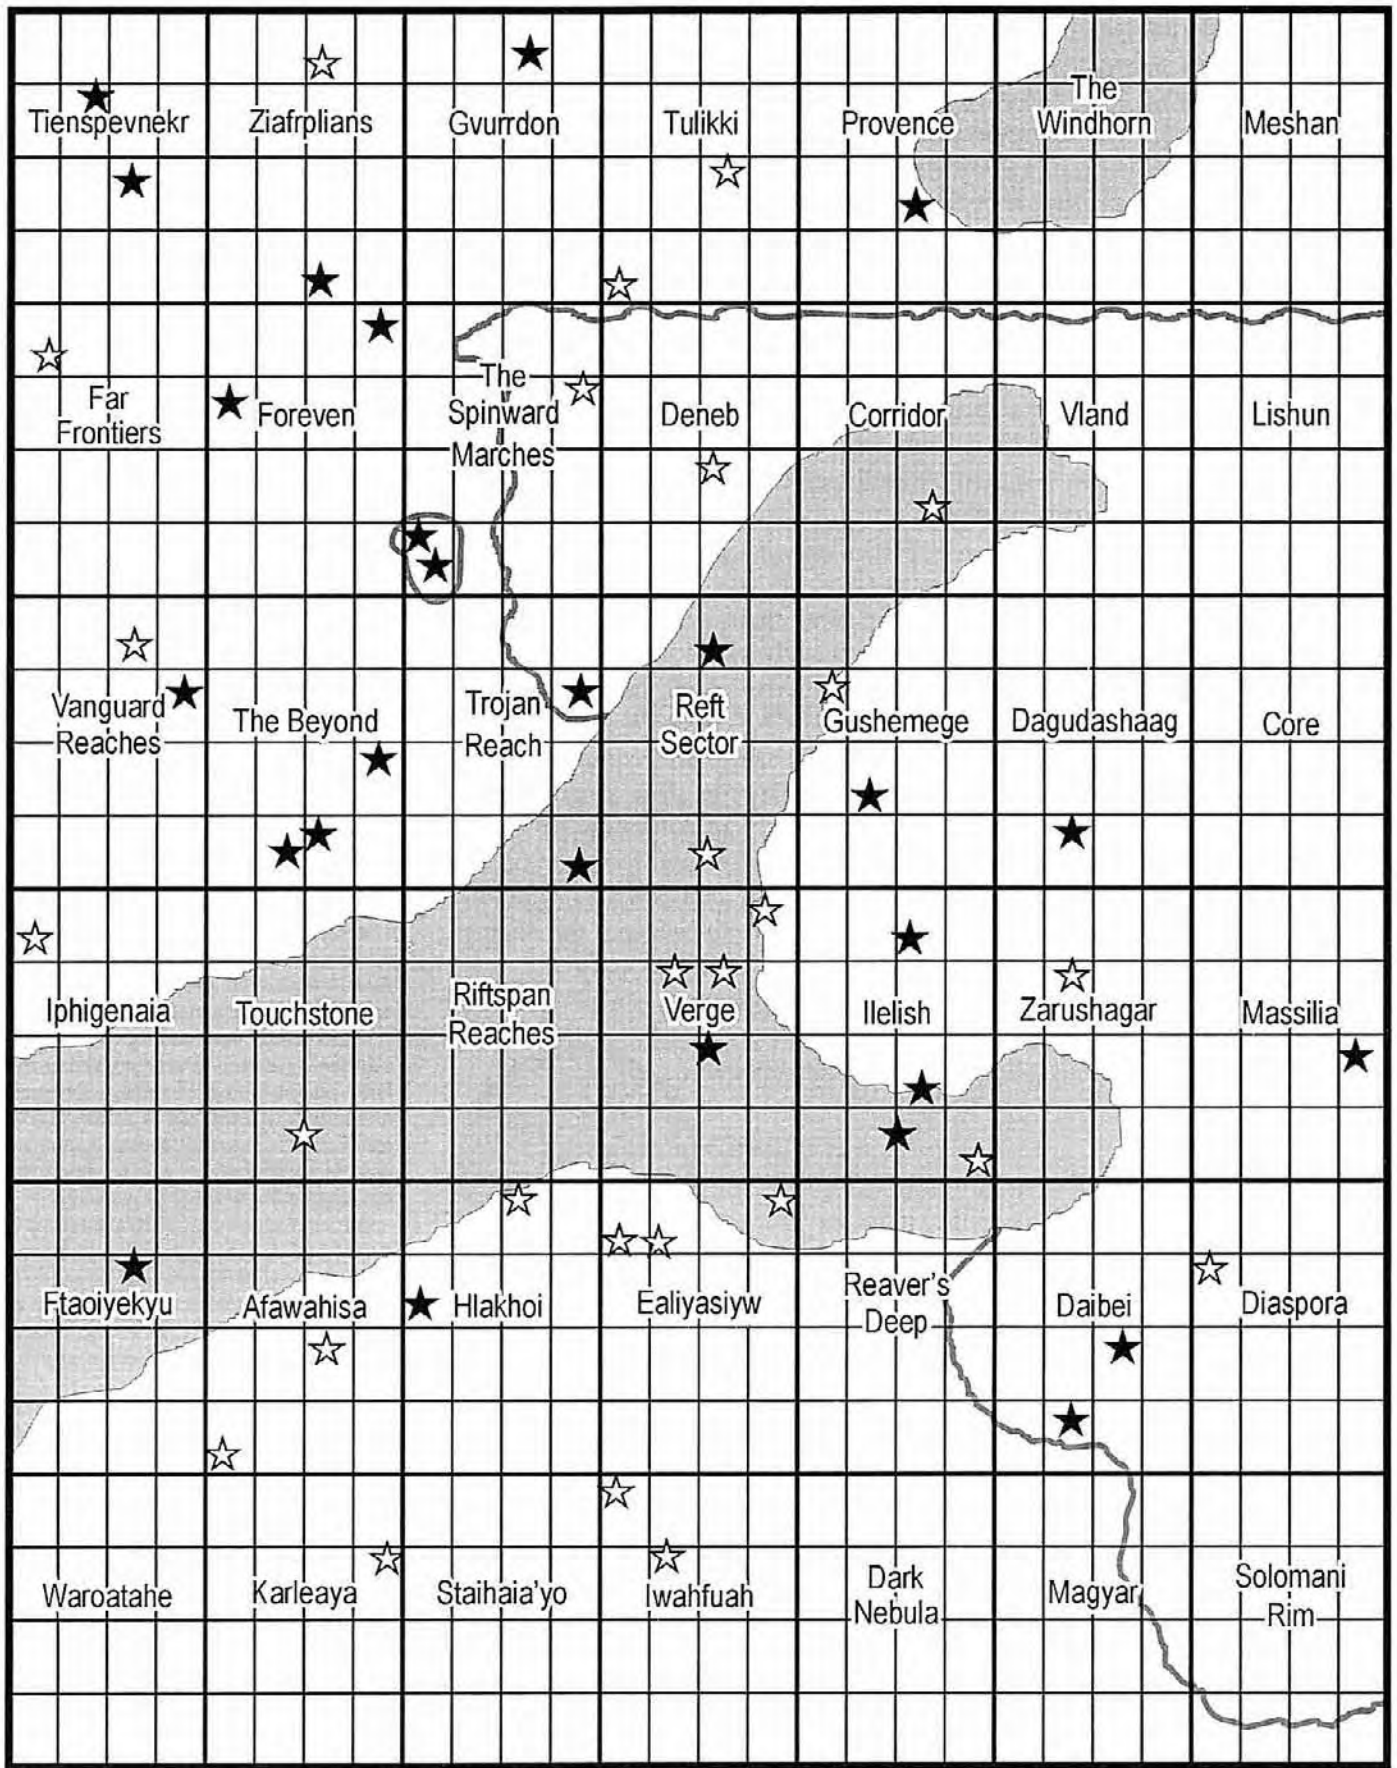 Tienspevnekr
Ziafrplians
Gvurrdon
Tulikki
Provence
The
Windhorn
Meshan
Far
Frontiers
Foreven
The
Spinward
Marches
Deneb
Corridor
Vland
Lishun
Vanguard
Reaches
The Beyond
Trojan
Reach
Reft
Sector
Gushemege
Dagudashaag
Core
Iphigenaia
Touchstone
Riftspan
Reaches
Verge
Ilelish
Zarushagar
Massilia
Ftaoiyekyu
Afawahisa
Hlakhoi
Ealiyasiyw
Reaver's
Deep
Daibei
Diaspora
Waroatahe
Karleaya
Staihaia'yo
Iwahfuah
Dark
Nebula
Magyar
Solomani
Rim